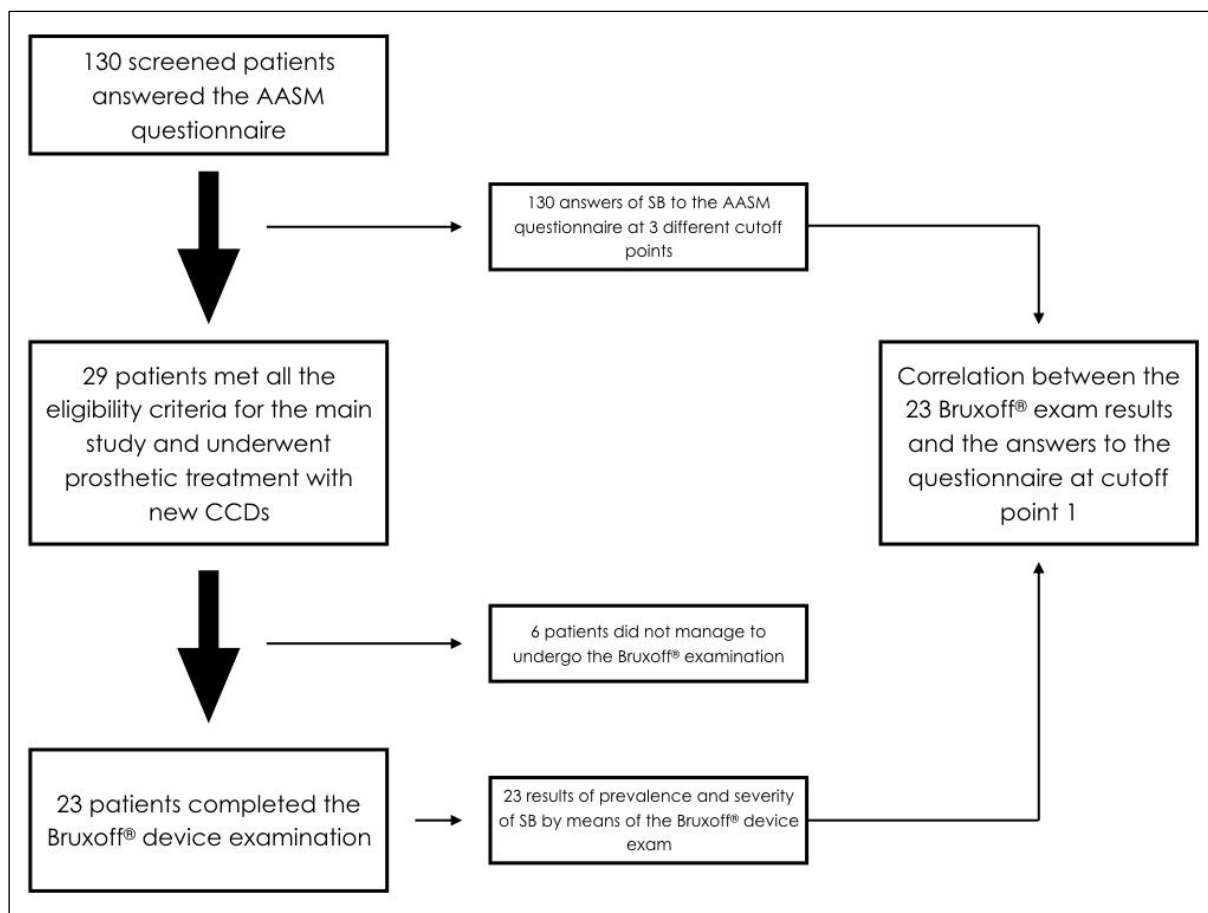 130 screened patients
answered the AASM
questionnaire
130 answers of SB to the AASM
questionnaire at 3 different cutoff
points
29 patients met all the
eligibility criteria for the main
study and underwent
prosthetic treatment with
new CCDs
Correlation between the
23 Bruxoff® exam results
and the answers to the
questionnaire at cutoff
point 1
6 patients did not manage to
undergo the Bruxoff® examination
23 patients completed the
Bruxoff® device examination
23 results of prevalence and severity
of SB by means of the Bruxoff® device
exam